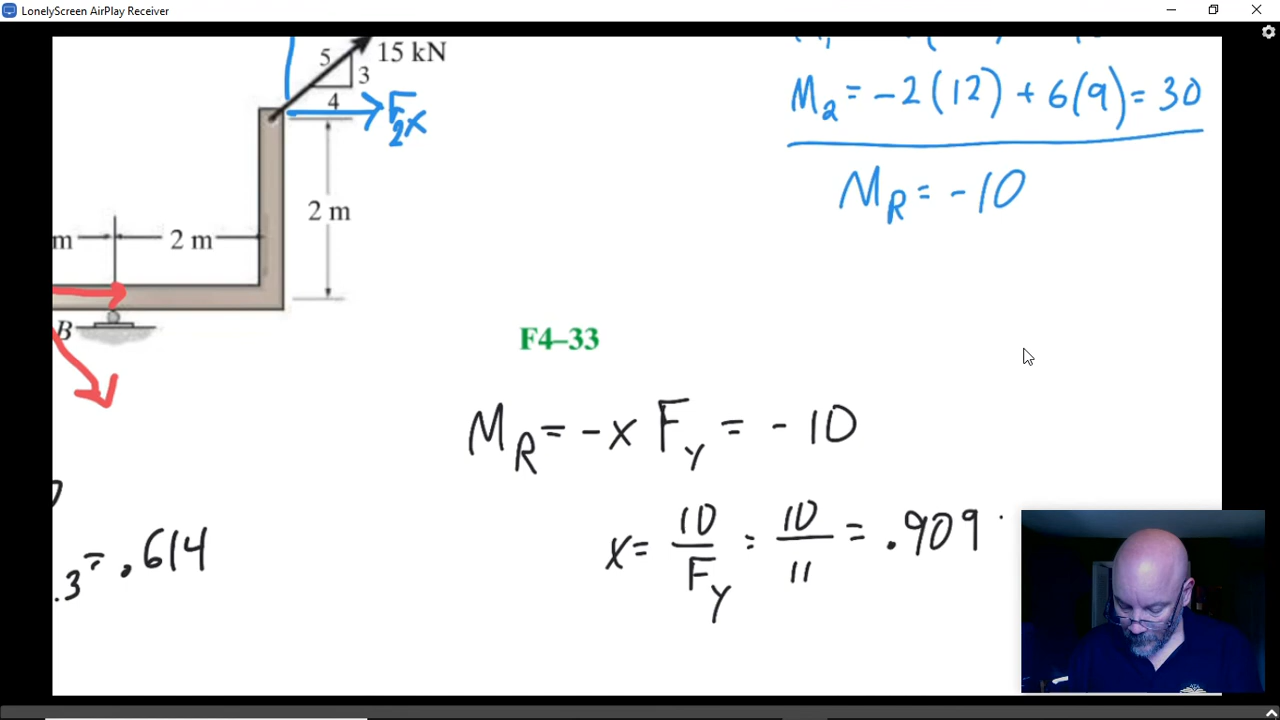 LonelyScreen AirPlay Receiver
5
15 kN
3
4
F2x
2 m
m
2 m
B
M2 = -2(12) + 6(9) = 30
MR = -10
F4–33
MR = -x Fy = -10
.3 = .614
x = 10/Fy = 10/11 = .909